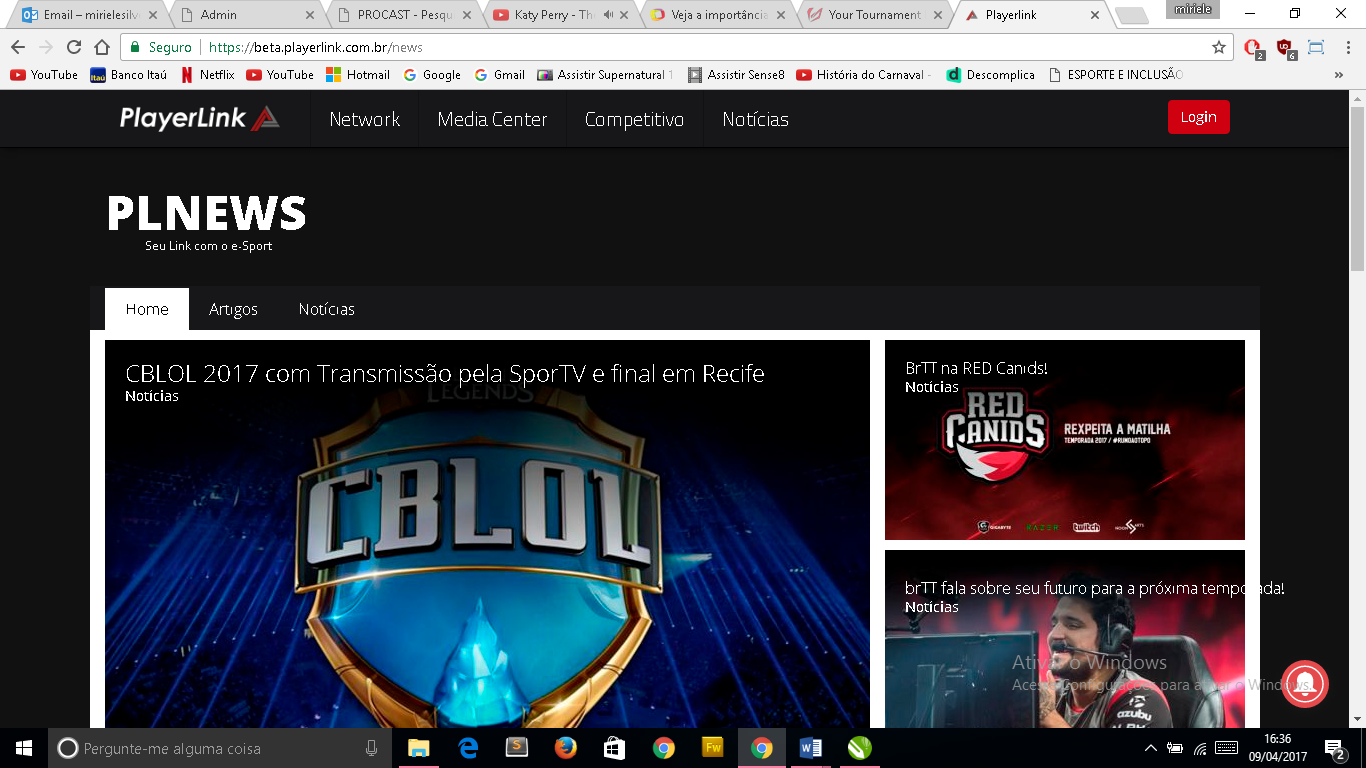 Email – mirielesilv
Admin
PROCAST - Pesqu
Katy Perry - Th
Veja a importância
Your Tournament
Playerlink
miriele
Seguro
https://beta.playerlink.com.br/news
2
6
YouTube
Banco Itaú
Netflix
YouTube
Hotmail
Google
Gmail
Assistir Supernatural 1
Assistir Sense8
História do Carnaval -
Descomplica
ESPORTE E INCLUSÃO
»
PlayerLink
Network
Media Center
Competitivo
Notícias
Login
PLNEWS
Seu Link com o e-Sport
Home
Artigos
Notícias
CBLOL 2017 com Transmissão pela SporTV e final em Recife
Notícias
LEGENDS
CBLOL
BrTT na RED Canids!
Notícias
RED
CANIDS
REXPEITA A MATILHA
TEMPORADA 2017 / #RUNGAOTOPO
GIGABYTE
RAZER
twitch
brTT fala sobre seu futuro para a próxima temporada!
Notícias
azubu
Ativar o Windows
Acesse Configurações para ativar o Windows.
Pergunte-me alguma coisa
Fw
16:36
09/04/2017
2